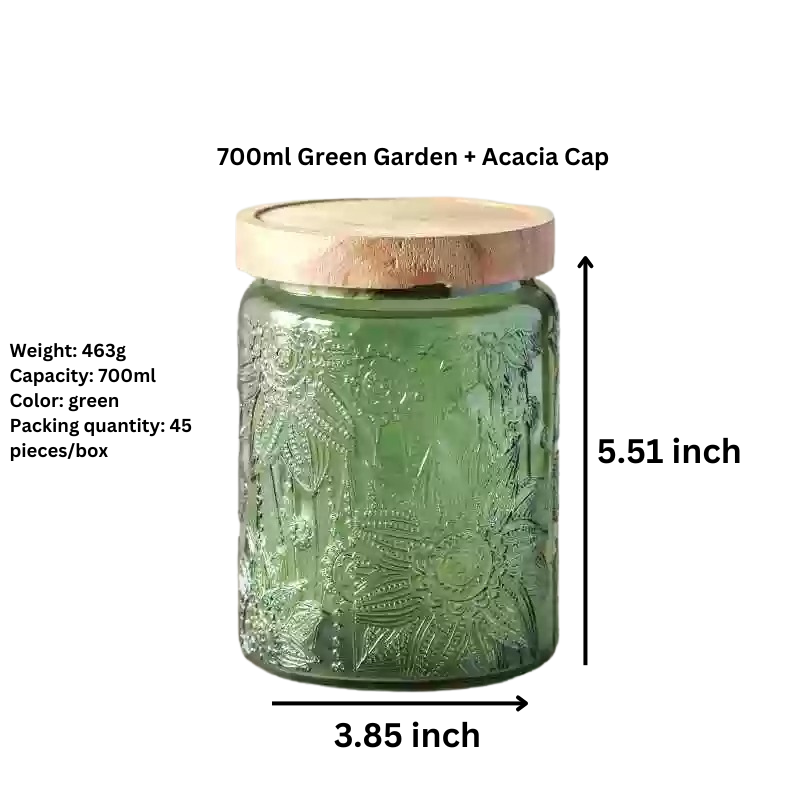 700ml Green Garden + Acacia Cap
Weight: 463g
Capacity: 700ml
Color: green
Packing quantity: 45
pieces/box
5.51 inch
3.85 inch